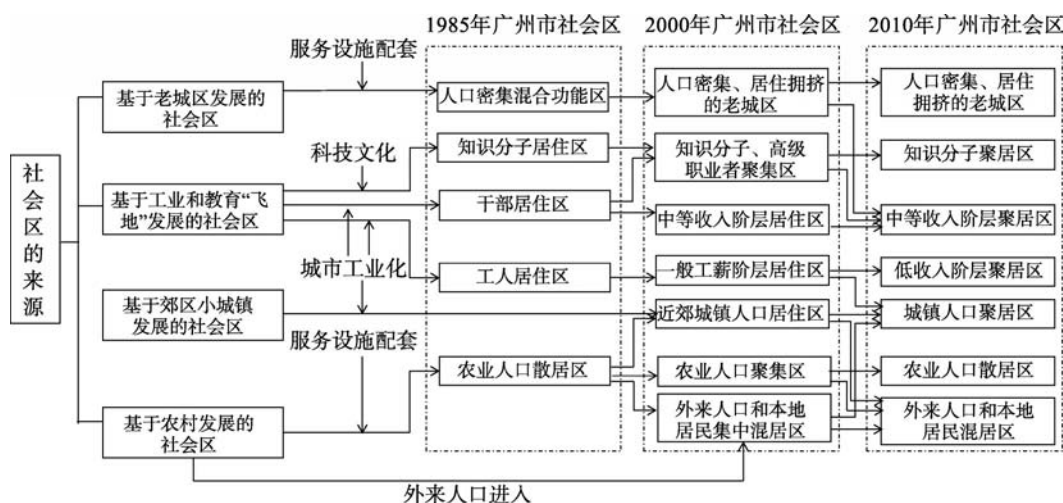 1985年广州市社会区
2000年广州市社会区
2010年广州市社会区
社会区的来源
基于老城区发展的
社会区
基于工业和教育“飞
地”发展的社会区
基于郊区小城镇
发展的社会区
基于农村发展的
社会区
服务设施配套
科技文化
城市工业化
服务设施配套
外来人口进入
人口密集混合功能区
知识分子居住区
干部居住区
工人居住区
农业人口散居区
人口密集、居住拥挤
的老城区
知识分子、高级
职业者聚集区
中等收入阶层居住区
一般工薪阶层居住区
近郊城镇人口居住区
农业人口聚集区
外来人口和本地
居民集中混居区
人口密集、居住
拥挤的老城区
知识分子聚居区
中等收入阶层聚居区
低收入阶层聚居区
城镇人口聚居区
农业人口散居区
外来人口和本地
居民混居区